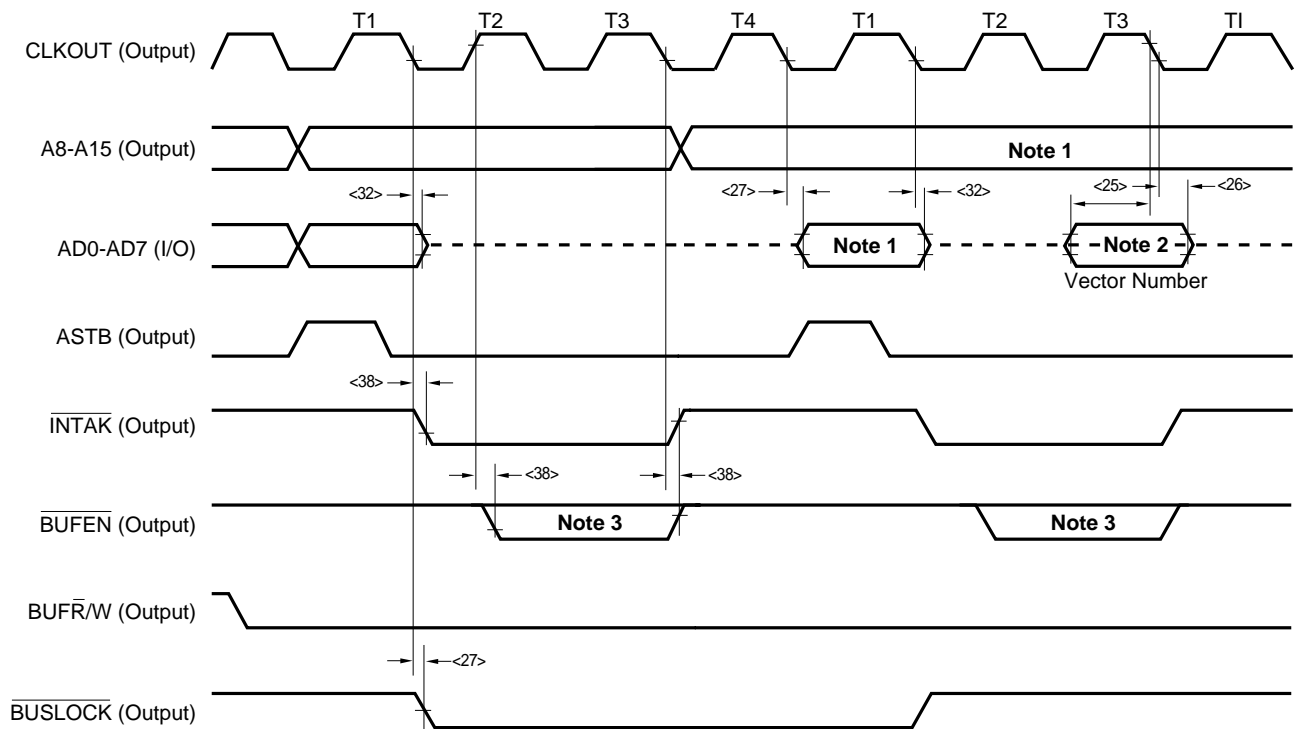 T1 T2 T3 T4 T1 T2 T3 TI
CLKOUT (Output)
A8-A15 (Output)
Note 1
<32> <27> <32> <25> <26>
AD0-AD7 (I/O)
Note 1
Note 2
Vector Number
ASTB (Output)
<38>
INTAK (Output)
<38> <38>
BUFEN (Output)
Note 3
Note 3
BUFR/W (Output)
<27>
BUSLOCK (Output)